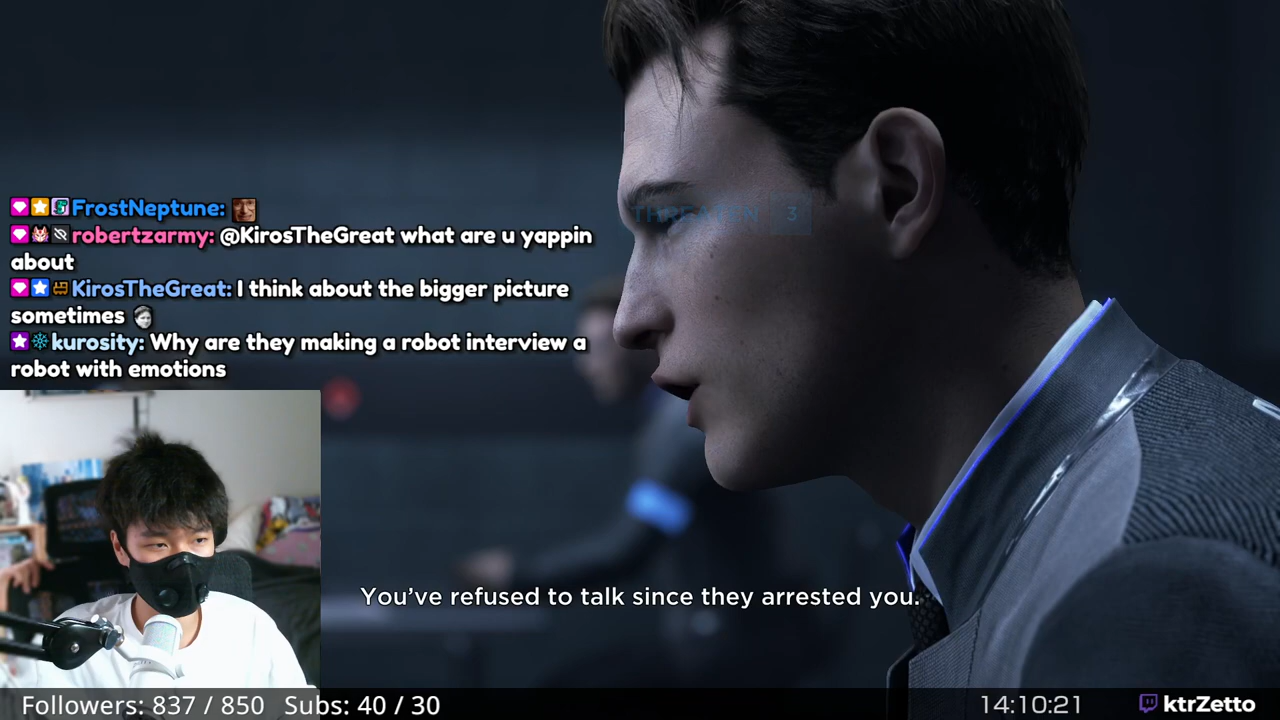 FrostNeptune:
robertzarmy: @KirosTheGreat what are u yappin
about
KirosTheGreat: I think about the bigger picture
sometimes
kurosity: Why are they making a robot interview a
robot with emotions
THREATEN 3
You've refused to talk since they arrested you.
Followers: 837 / 850 Subs: 40 / 30
14:10:21
ktrZetto